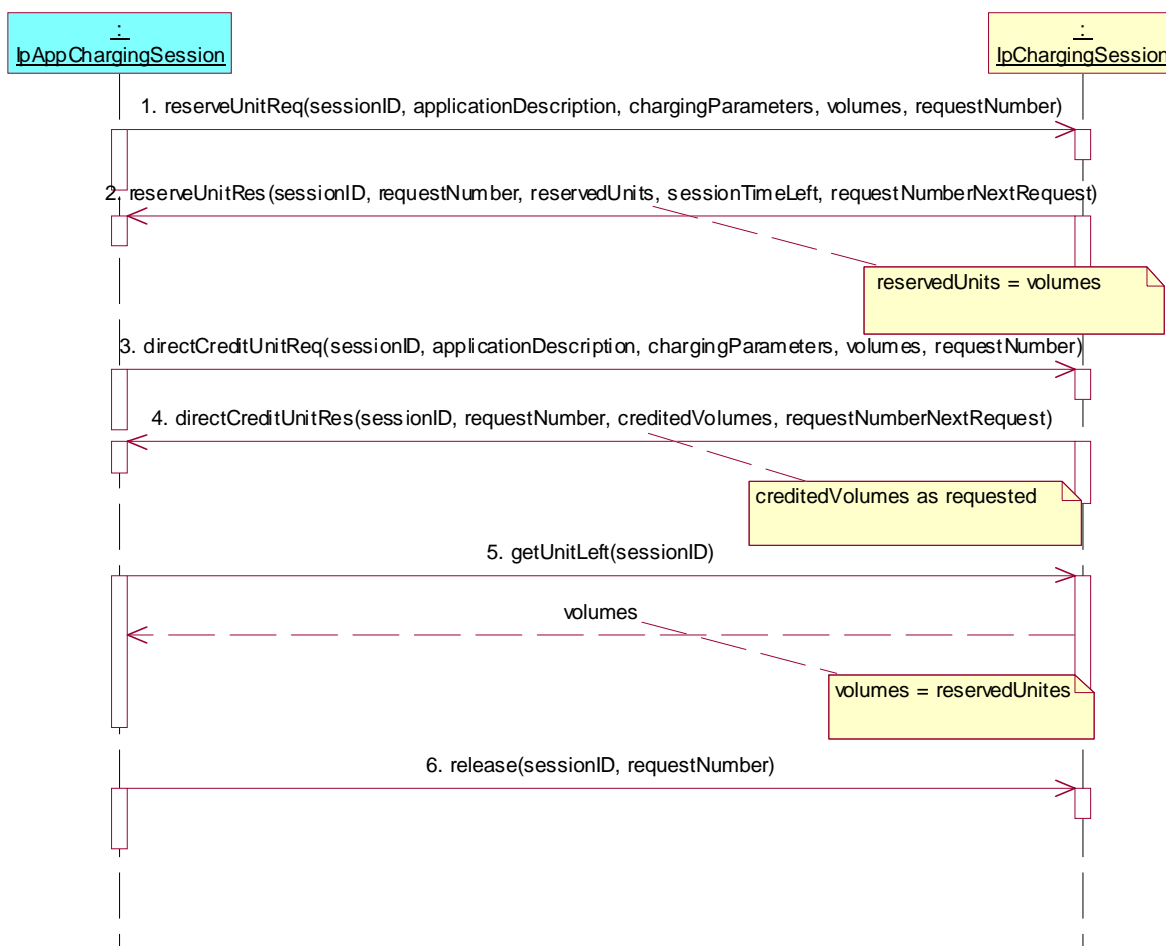 :
IpAppChargingSession
:
IpChargingSession
1. reserveUnitReq(sessionID, applicationDescription, chargingParameters, volumes, requestNumber)
2. reserveUnitRes(sessionID, requestNumber, reservedUnits, sessionTimeLeft, requestNumberNextRequest)
reservedUnits = volumes
3. directCreditUnitReq(sessionID, applicationDescription, chargingParameters, volumes, requestNumber)
4. directCreditUnitRes(sessionID, requestNumber, creditedVolumes, requestNumberNextRequest)
creditedVolumes as requested
5. getUnitLeft(sessionID)
volumes
volumes = reservedUnites
6. release(sessionID, requestNumber)